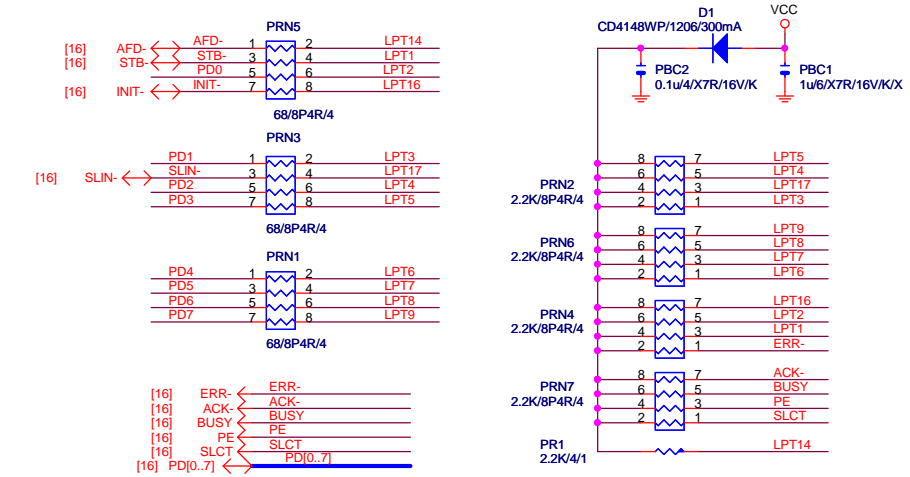 PRN5
[16] AFD- AFD- 1 2 LPT14
[16] STB- STB- 3 4 LPT1
PD0 5 6 LPT2
[16] INIT- INIT- 7 8 LPT16
68/8P4R/4
PRN3
PD1 1 2 LPT3
[16] SLIN- SLIN- 3 4 LPT17
PD2 5 6 LPT4
PD3 7 8 LPT5
68/8P4R/4
PRN1
PD4 1 2 LPT6
PD5 3 4 LPT7
PD6 5 6 LPT8
PD7 7 8 LPT9
68/8P4R/4
[16] ERR- ERR-
[16] ACK- ACK-
[16] BUSY BUSY
[16] PE PE
[16] SLCT SLCT
[16] PD[0..7] PD[0..7]
D1
VCC
CD4148WP/1206/300mA
PBC2
0.1u/4/X7R/16V/K
PBC1
1u/6/X7R/16V/K/X
8 7 LPT5
6 5 LPT4
PRN2
4 3 LPT17
2.2K/8P4R/4
2 1 LPT3
8 7 LPT9
PRN6
6 5 LPT8
2.2K/8P4R/4
4 3 LPT7
2 1 LPT6
8 7 LPT16
PRN4
6 5 LPT2
2.2K/8P4R/4
4 3 LPT1
2 1 ERR-
8 7 ACK-
PRN7
6 5 BUSY
2.2K/8P4R/4
4 3 PE
2 1 SLCT
PR1
LPT14
2.2K/4/1